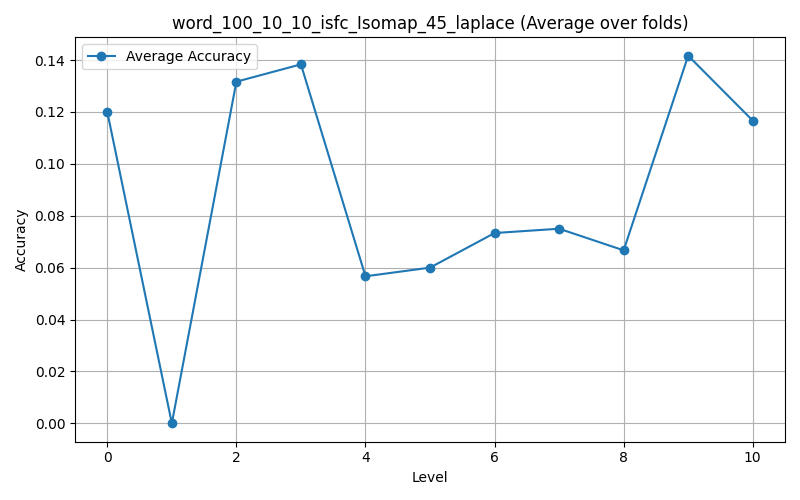 word_100_10_10_isfc_Isomap_45_laplace (Average over folds)
Average Accuracy
0.14
0.12
0.10
0.08
0.06
0.04
0.02
0.00
Accuracy
0 2 4 6 8 10
Level